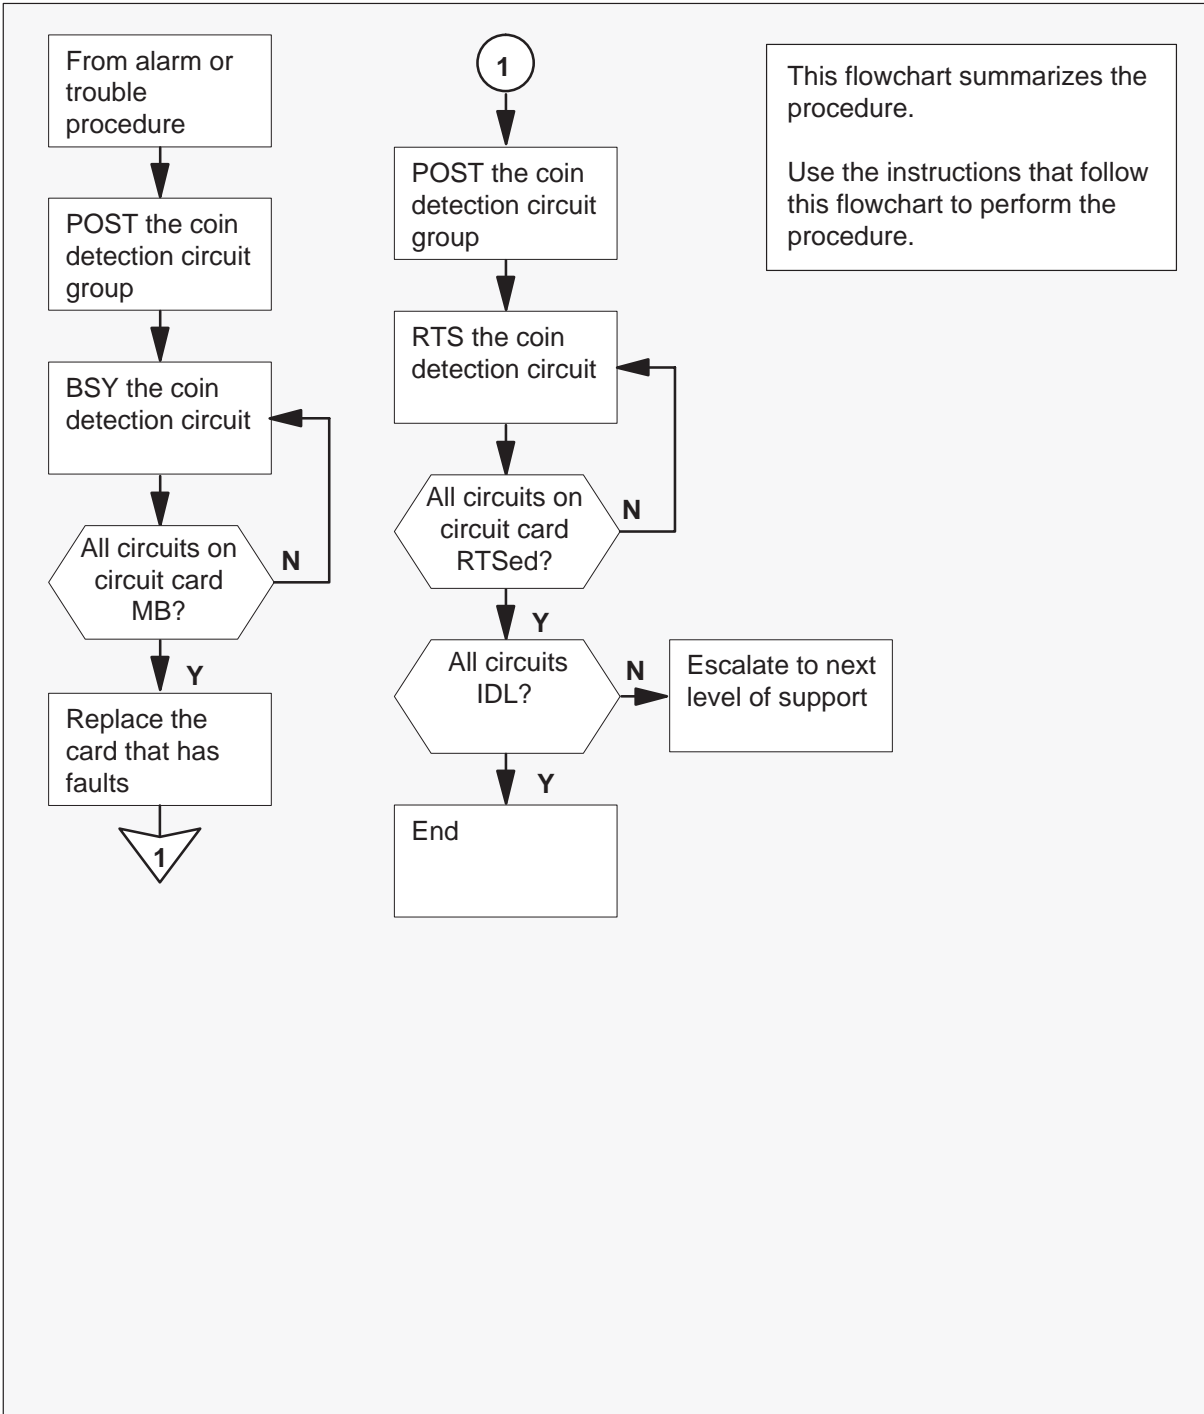 From alarm or
trouble
procedure
POST the coin
detection circuit
group
BSY the coin
detection circuit
All circuits on
circuit card
MB?
N
Y
Replace the
card that has
faults
1
1
POST the coin
detection circuit
group
RTS the coin
detection circuit
All circuits on
circuit card
RTSed?
N
Y
All circuits
IDL?
N
Escalate to next
level of support
Y
End
This flowchart summarizes the
procedure.
Use the instructions that follow
this flowchart to perform the
procedure.